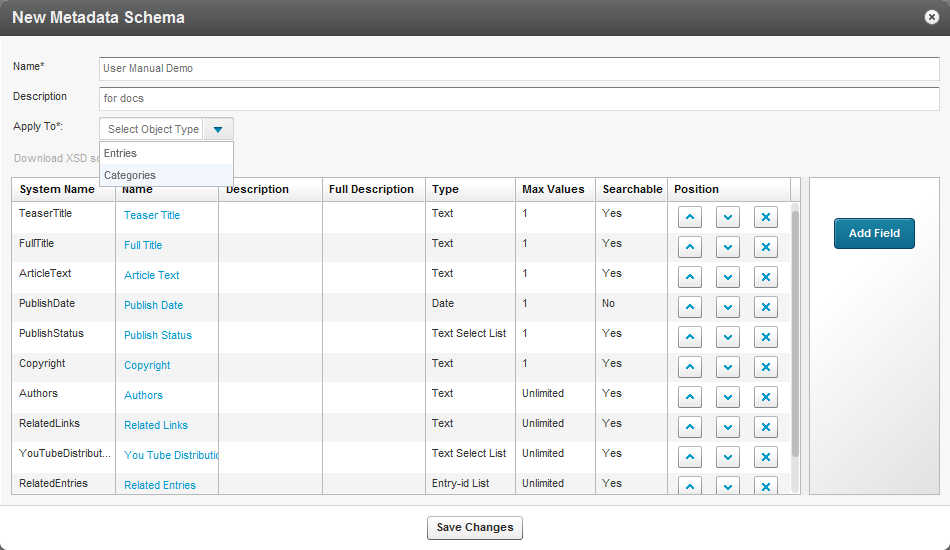 New Metadata Schema
Name*
User Manual Demo
Description
for docs
Apply To*:
Select Object Type
Entries
Download XSD
Categories
System Name Name Description Full Description Type Max Values Searchable Position
TeaserTitle Teaser Title Text 1 Yes
FullTitle Full Title Text 1 Yes
ArticleText Article Text Text 1 Yes
PublishDate Publish Date Date 1 No
PublishStatus Publish Status Text Select List 1 Yes
Copyright Copyright Text 1 Yes
Authors Authors Text Unlimited Yes
RelatedLinks Related Links Text Unlimited Yes
YouTubeDistribut... You Tube Distributio Text Select List Unlimited Yes
RelatedEntries Related Entries Entry-id List Unlimited Yes
Add Field
Save Changes